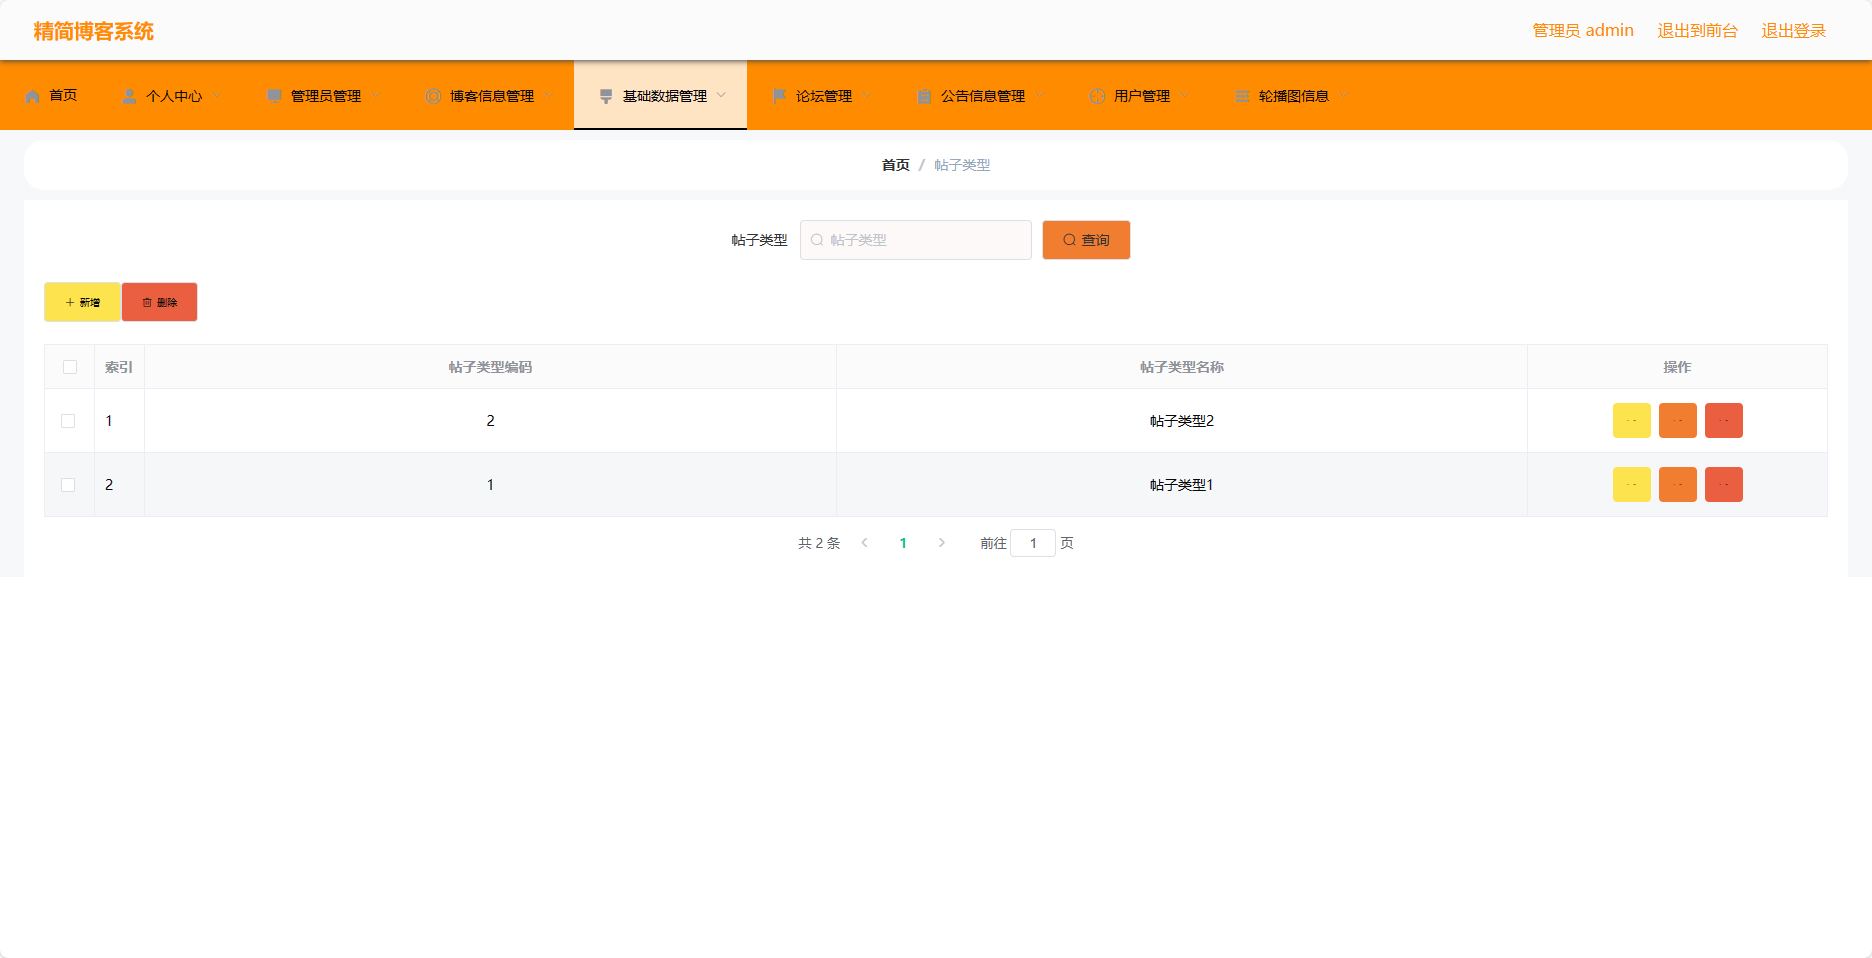 精简博客系统
管理员 admin 退出到前台 退出登录
首页 个人中心 管理员管理 博客信息管理 基础数据管理 论坛管理 公告信息管理 用户管理 轮播图信息
首页 / 帖子类型
帖子类型 帖子类型 查询
新增 删除
索引 帖子类型编码 帖子类型名称 操作
1 2 帖子类型2
2 1 帖子类型1
共 2 条 1 前往 1 页